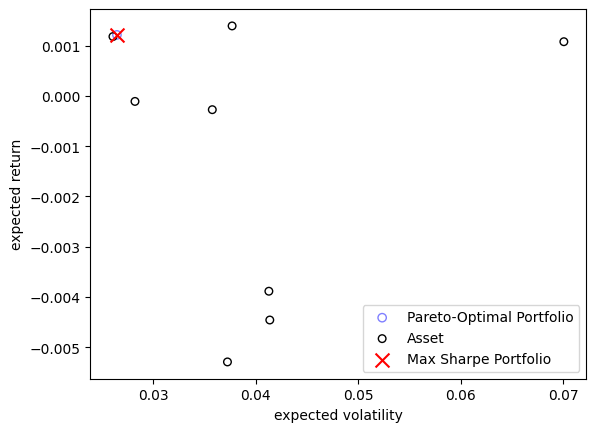 0.001
0.000
−0.001
−0.002
−0.003
−0.004
−0.005
expected return
0.03 0.04 0.05 0.06 0.07
expected volatility
Pareto-Optimal Portfolio
Asset
Max Sharpe Portfolio